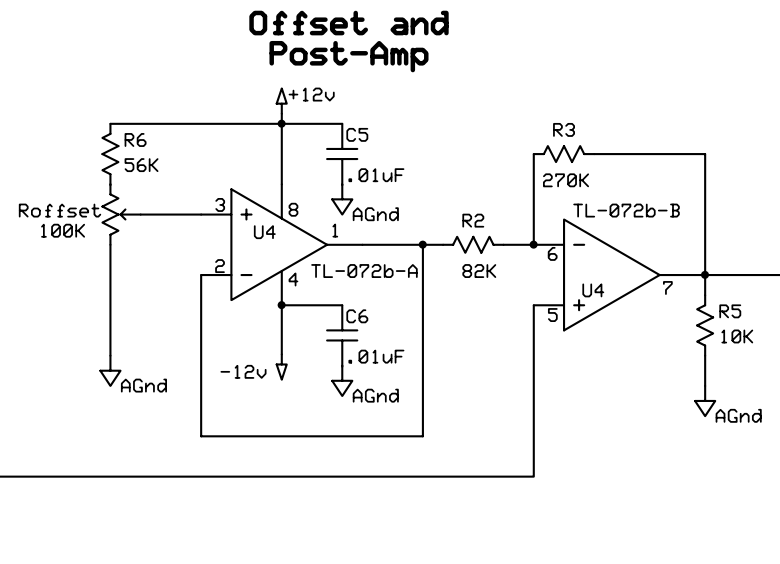 Offset and
Post-Amp
+12v
R6
56K
C5
.01uF
AGnd
Roffset
100K
3
2
+
-
U4
8
4
1
TL-072b-A
C6
.01uF
AGnd
-12v
AGnd
R2
82K
R3
270K
TL-072b-B
6
5
-
+
U4
7
R5
10K
AGnd